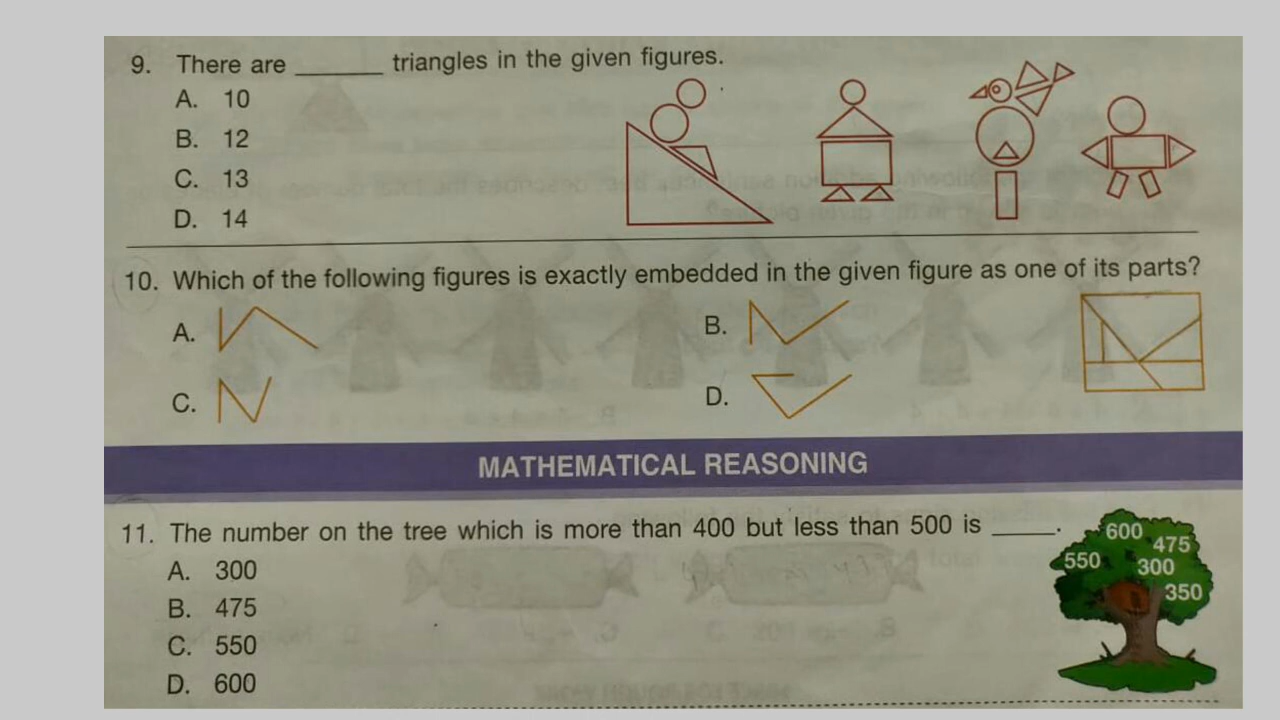 9. There are ______ triangles in the given figures.
A. 10
B. 12
C. 13
D. 14
10. Which of the following figures is exactly embedded in the given figure as one of its parts?
A.
B.
C.
D.
MATHEMATICAL REASONING
11. The number on the tree which is more than 400 but less than 500 is ____.
A. 300
B. 475
C. 550
D. 600
600
475
550
300
350